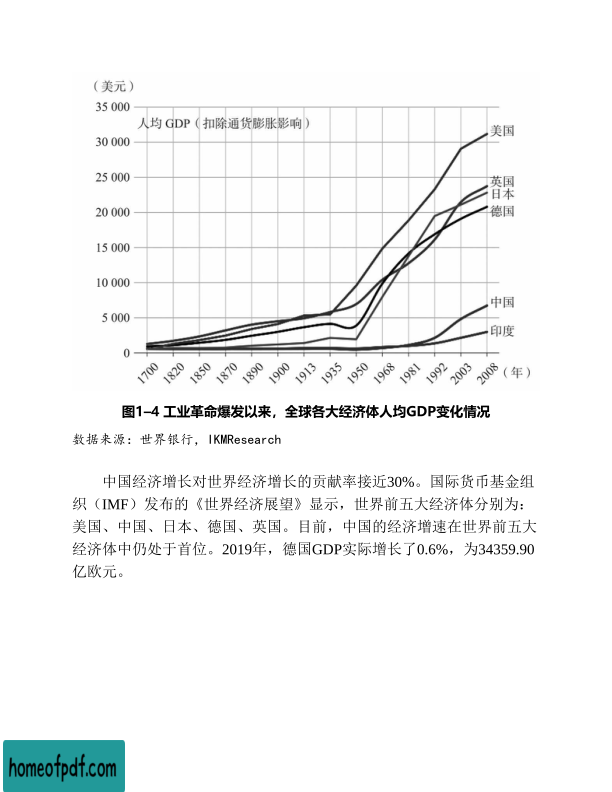 （美元）
35 000
人均 GDP（扣除通货膨胀影响）
30 000
美国
25 000
英国
日本
20 000
德国
15 000
10 000
中国
5 000
印度
0
1700 1820 1850 1870 1890 1900 1913 1935 1950 1968 1981 1992 2003 2008（年）
图1–4 工业革命爆发以来，全球各大经济体人均GDP变化情况
数据来源：世界银行，IKMResearch
中国经济增长对世界经济增长的贡献率接近30%。国际货币基金组
织（IMF）发布的《世界经济展望》显示，世界前五大经济体分别为：
美国、中国、日本、德国、英国。目前，中国的经济增速在世界前五大
经济体中仍处于首位。2019年，德国GDP实际增长了0.6%，为34359.90
亿欧元。
homeofpdf.com